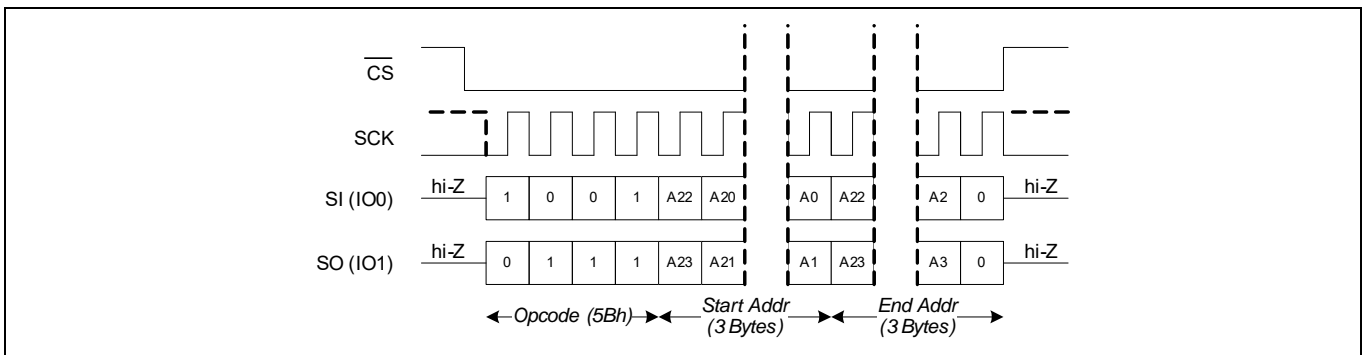 CS
SCK
SI (IO0) hi-Z 1 0 0 1 A22 A20 A0 A22 A2 0 hi-Z
SO (IO1) hi-Z 0 1 1 1 A23 A21 A1 A23 A3 0 hi-Z
Opcode (5Bh) Start Addr End Addr
(3 Bytes) (3 Bytes)